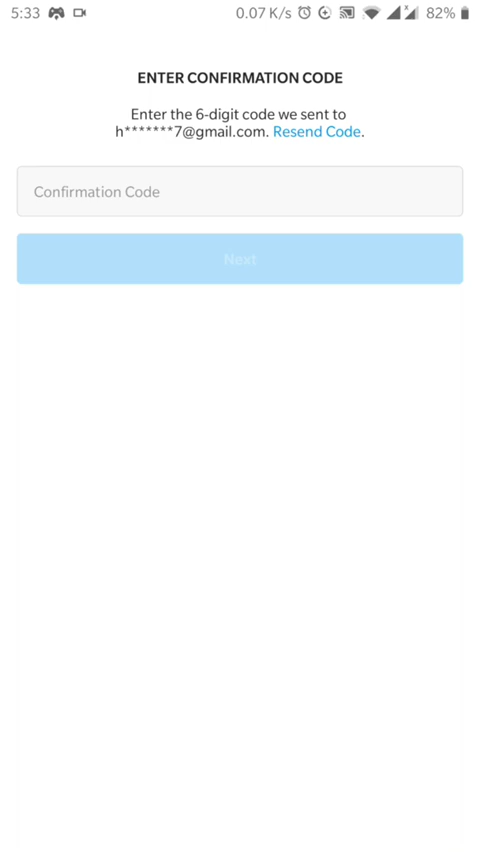 5:33 0.07 K/s 82%
ENTER CONFIRMATION CODE
Enter the 6-digit code we sent to
h*******7@gmail.com. Resend Code.
Confirmation Code
Next